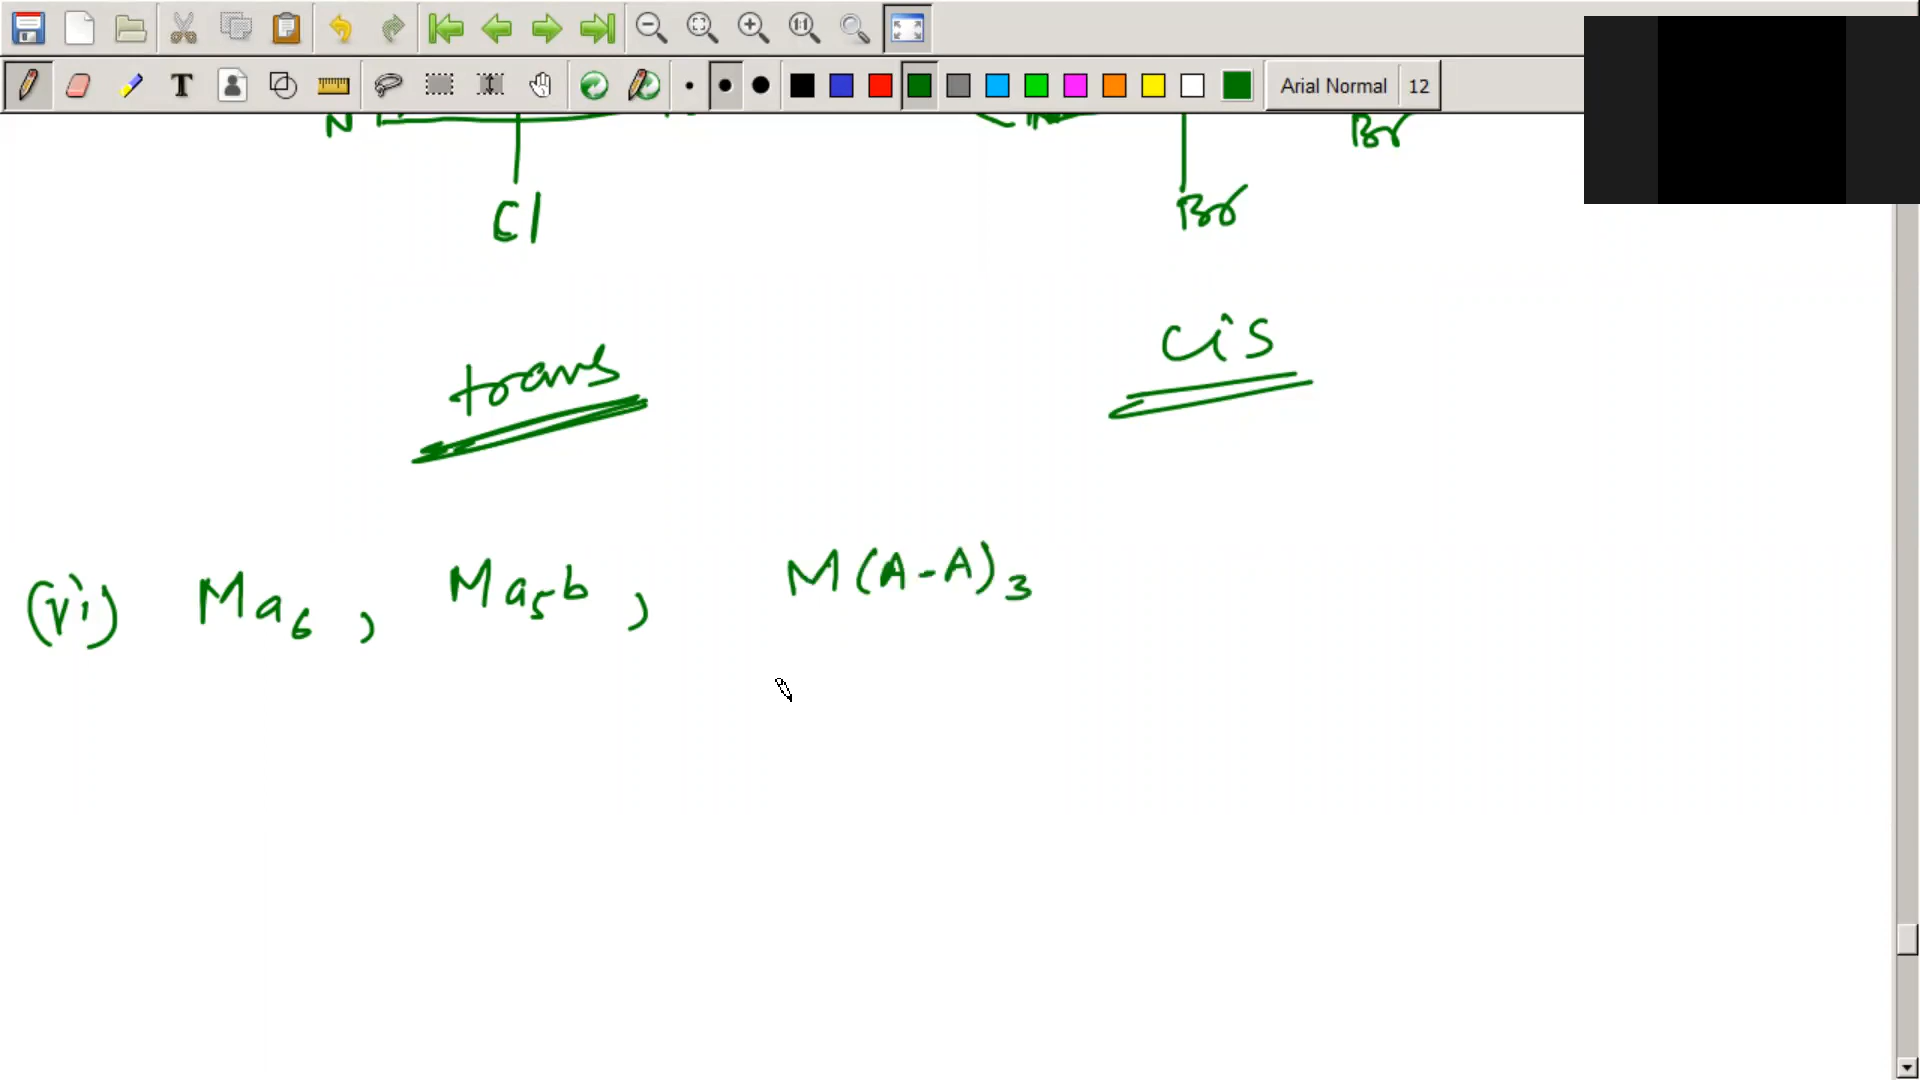 Arial Normal 12
N Br
Cl Br
trans cis
(vi) Ma₆ , Ma₅b , M(A-A)₃